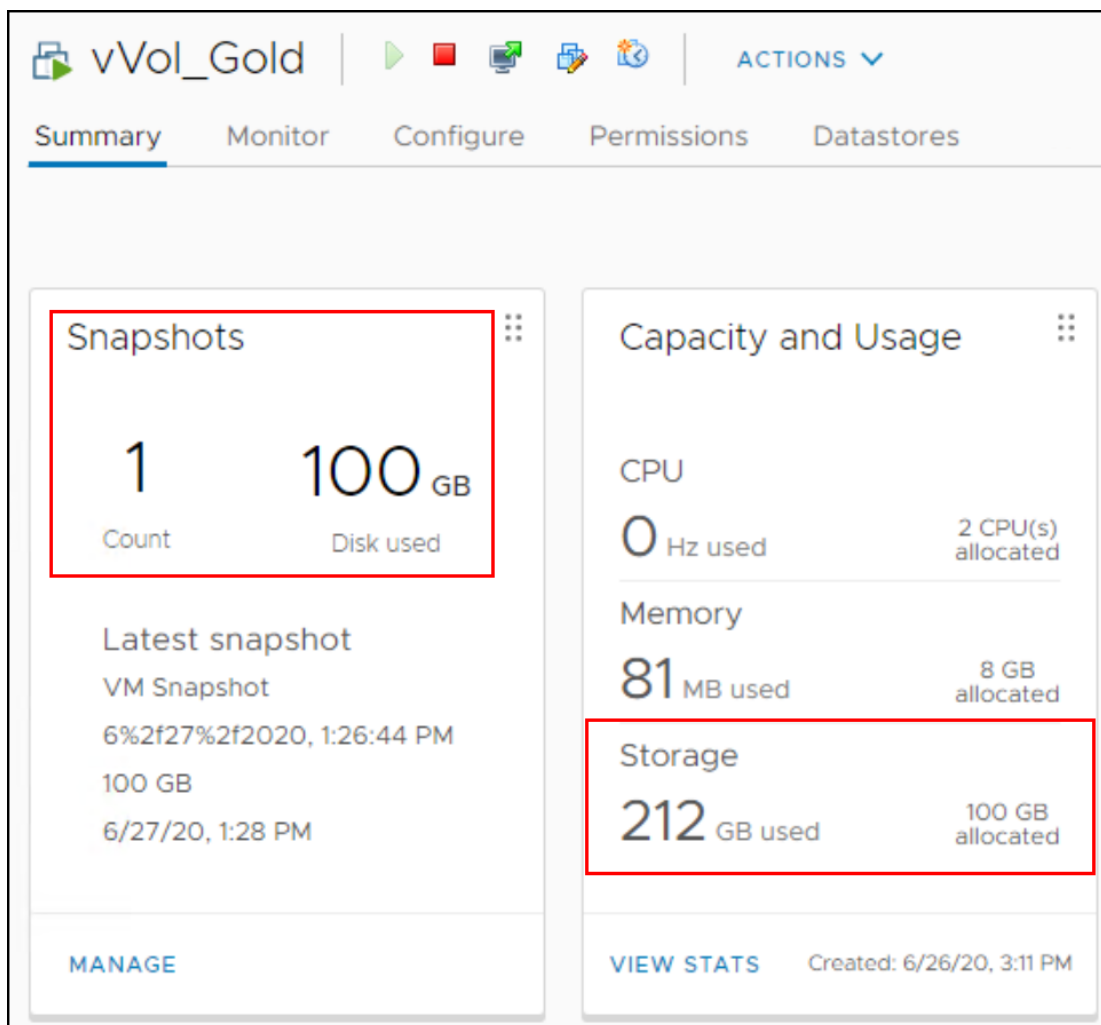 vVol_Gold ACTIONS
Summary Monitor Configure Permissions Datastores
Snapshots
1 100 GB
Count Disk used
Latest snapshot
VM Snapshot
6%2f27%2f2020, 1:26:44 PM
100 GB
6/27/20, 1:28 PM
MANAGE
Capacity and Usage
CPU
0 Hz used 2 CPU(s)
allocated
Memory
81 MB used 8 GB
allocated
Storage
212 GB used 100 GB
allocated
VIEW STATS Created: 6/26/20, 3:11 PM